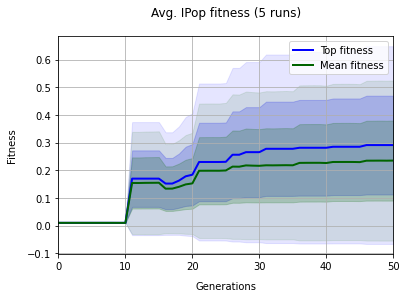 Avg. IPop fitness (5 runs)
Top fitness
Mean fitness
Fitness
0.6
0.5
0.4
0.3
0.2
0.1
0.0
−0.1
0 10 20 30 40 50
Generations